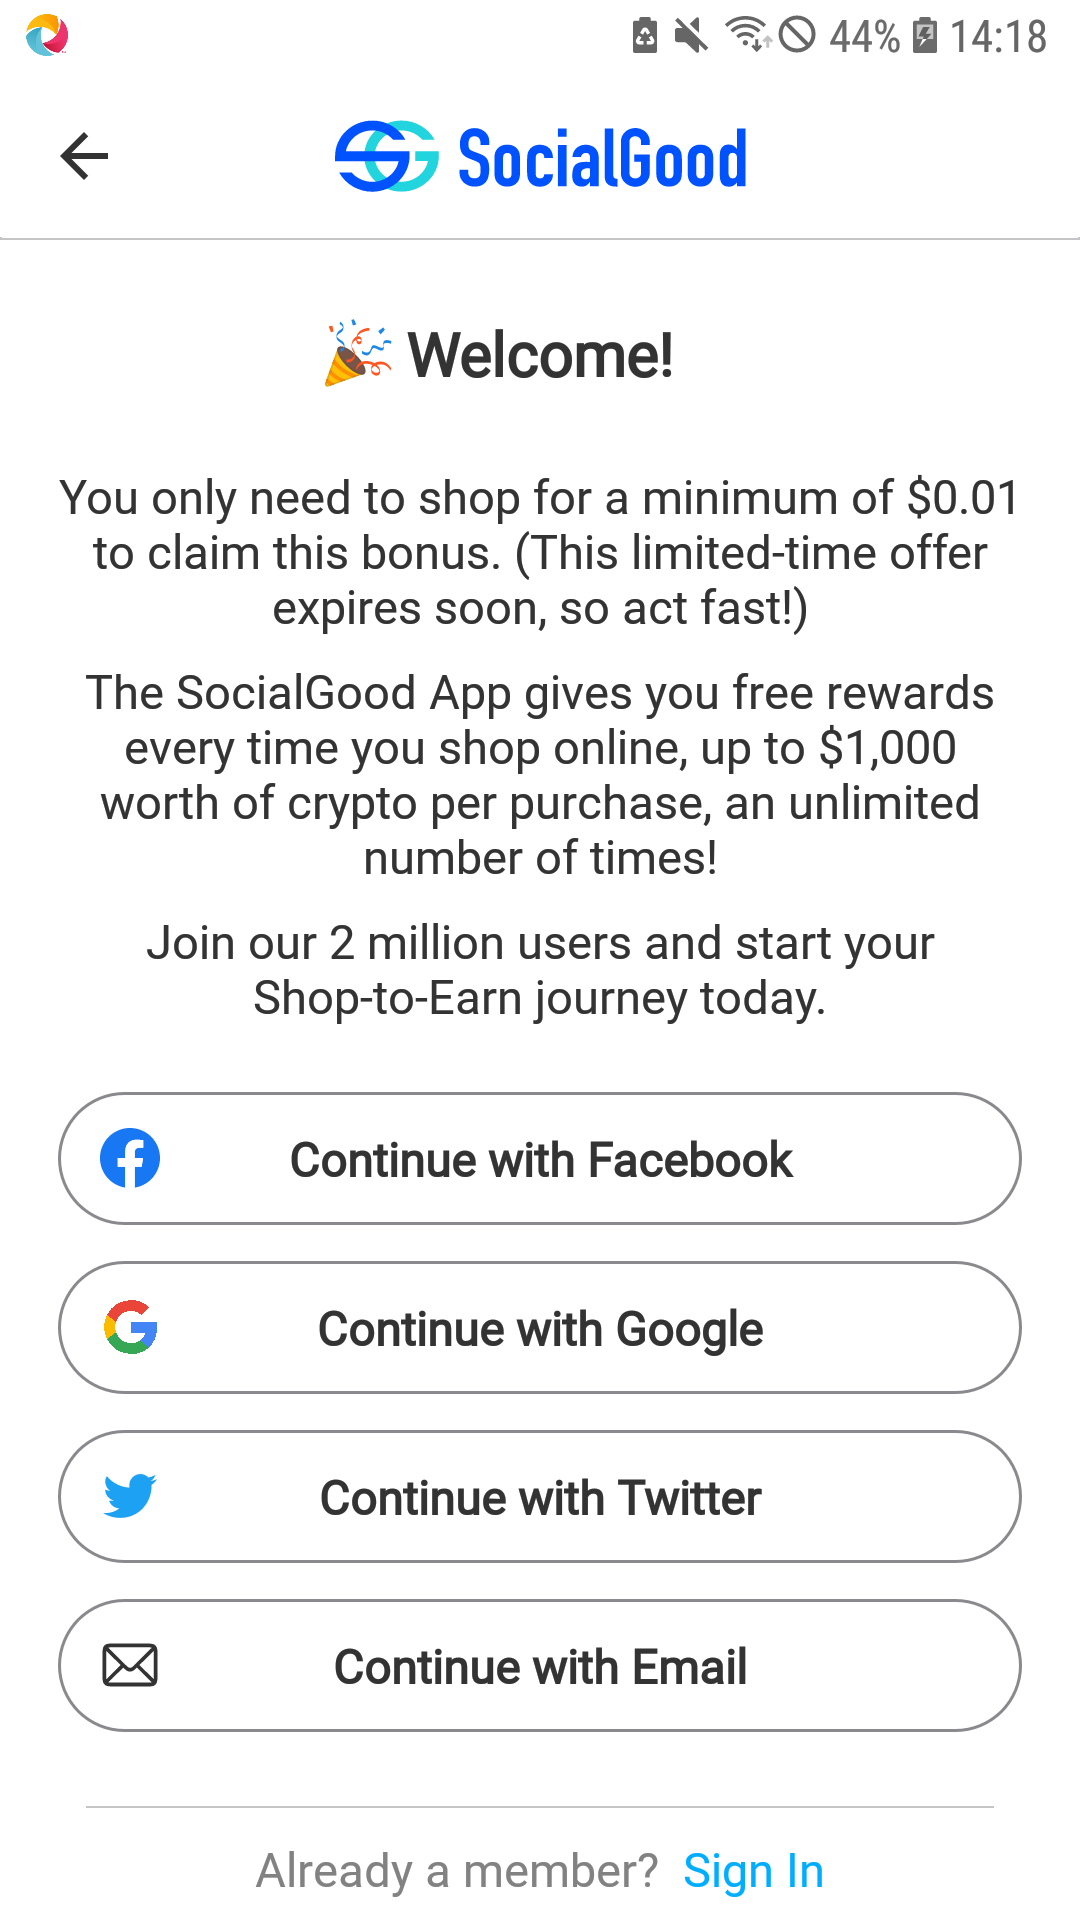 44% 14:18
SocialGood
🎉 Welcome!
You only need to shop for a minimum of $0.01
to claim this bonus. (This limited-time offer
expires soon, so act fast!)
The SocialGood App gives you free rewards
every time you shop online, up to $1,000
worth of crypto per purchase, an unlimited
number of times!
Join our 2 million users and start your
Shop-to-Earn journey today.
Continue with Facebook
Continue with Google
Continue with Twitter
Continue with Email
Already a member? Sign In